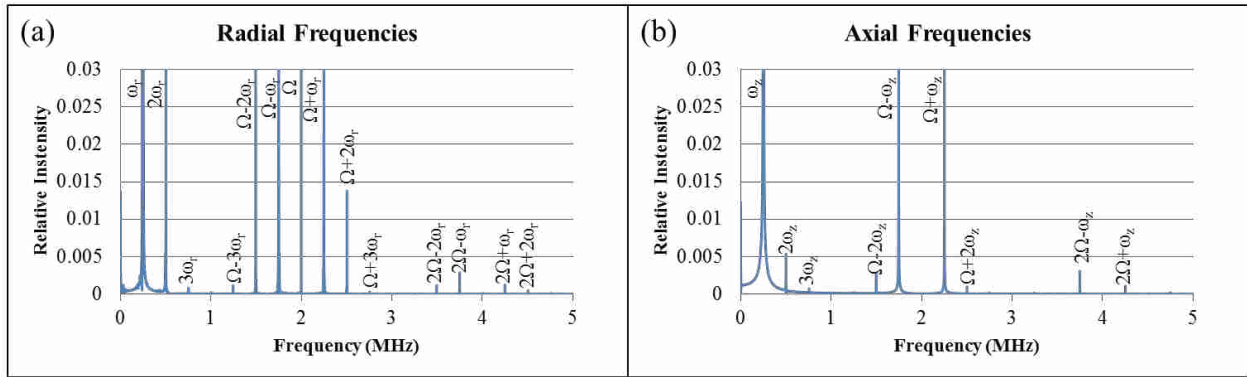 (a) Radial Frequencies
Relative Instensity
0.03
0.025
0.02
0.015
0.01
0.005
0
ωr
2ωr
3ωr
Ω-3ωr
Ω-2ωr
Ω-ωr
Ω
Ω+ωr
Ω+2ωr
Ω+3ωr
2Ω-2ωr
2Ω-ωr
2Ω+ωr
2Ω+2ωr
0 1 2 3 4 5
Frequency (MHz)
(b) Axial Frequencies
Relative Instensity
0.03
0.025
0.02
0.015
0.01
0.005
0
ωz
2ωz
3ωz
Ω-2ωz
Ω-ωz
Ω+ωz
Ω+2ωz
2Ω-ωz
2Ω+ωz
0 1 2 3 4 5
Frequency (MHz)